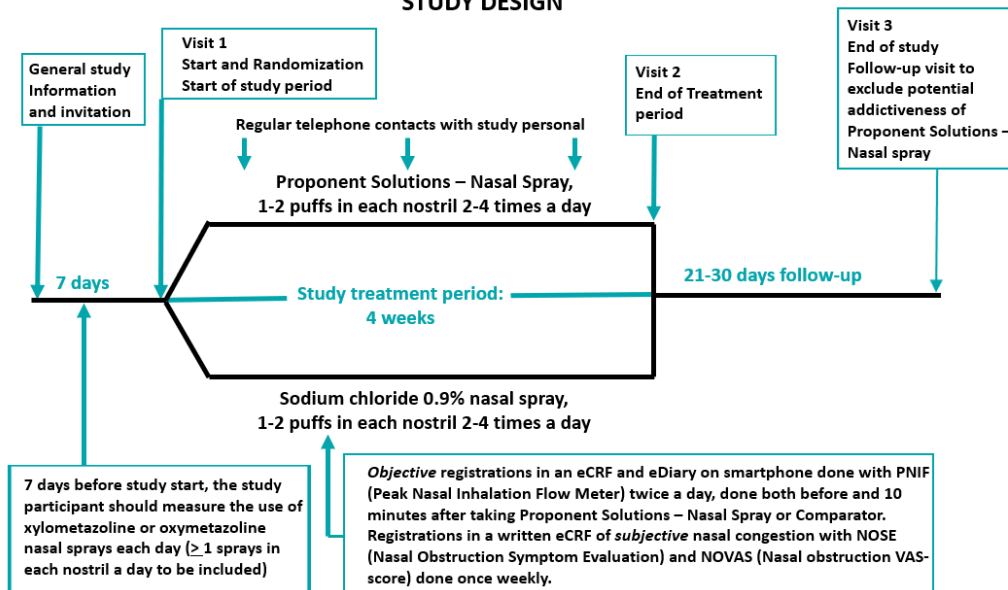 STUDY DESIGN
General study
Information
and invitation
Visit 1
Start and Randomization
Start of study period
Regular telephone contacts with study personal
Visit 2
End of Treatment
period
Visit 3
End of study
Follow-up visit to
exclude potential
addictiveness of
Proponent Solutions –
Nasal spray
Proponent Solutions – Nasal Spray,
1-2 puffs in each nostril 2-4 times a day
7 days
Study treatment period:
4 weeks
21-30 days follow-up
Sodium chloride 0.9% nasal spray,
1-2 puffs in each nostril 2-4 times a day
7 days before study start, the study
participant should measure the use of
xylometazoline or oxymetazoline
nasal sprays each day (≥ 1 sprays in
each nostril a day to be included)
Objective registrations in an eCRF and eDiary on smartphone done with PNIF
(Peak Nasal Inhalation Flow Meter) twice a day, done both before and 10
minutes after taking Proponent Solutions – Nasal Spray or Comparator.
Registrations in a written eCRF of subjective nasal congestion with NOSE
(Nasal Obstruction Symptom Evaluation) and NOVAS (Nasal obstruction VAS-
score) done once weekly.